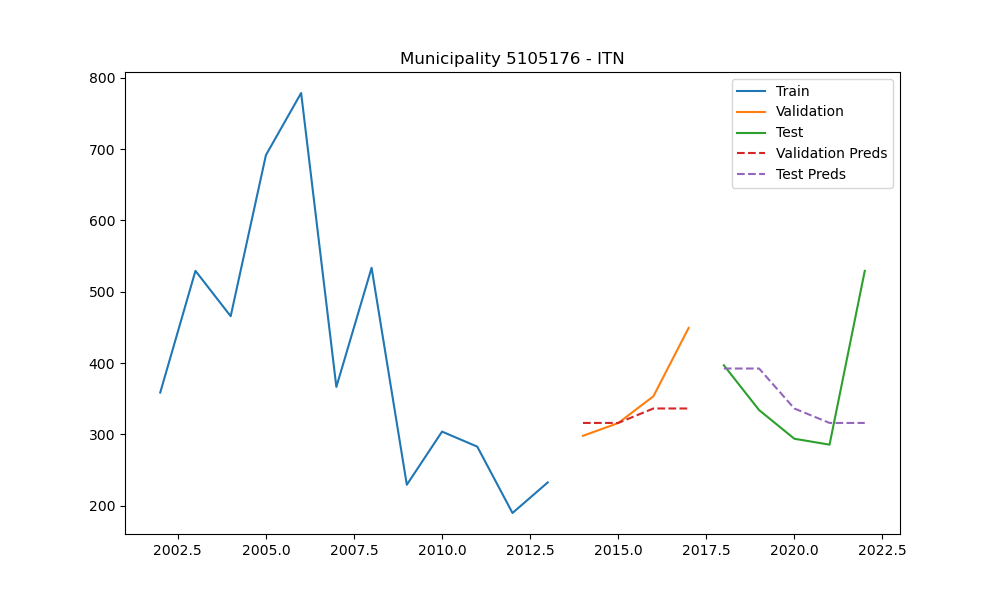 Municipality 5105176 - ITN
800
700
600
500
400
300
200
Train
Validation
Test
Validation Preds
Test Preds
2002.5 2005.0 2007.5 2010.0 2012.5 2015.0 2017.5 2020.0 2022.5